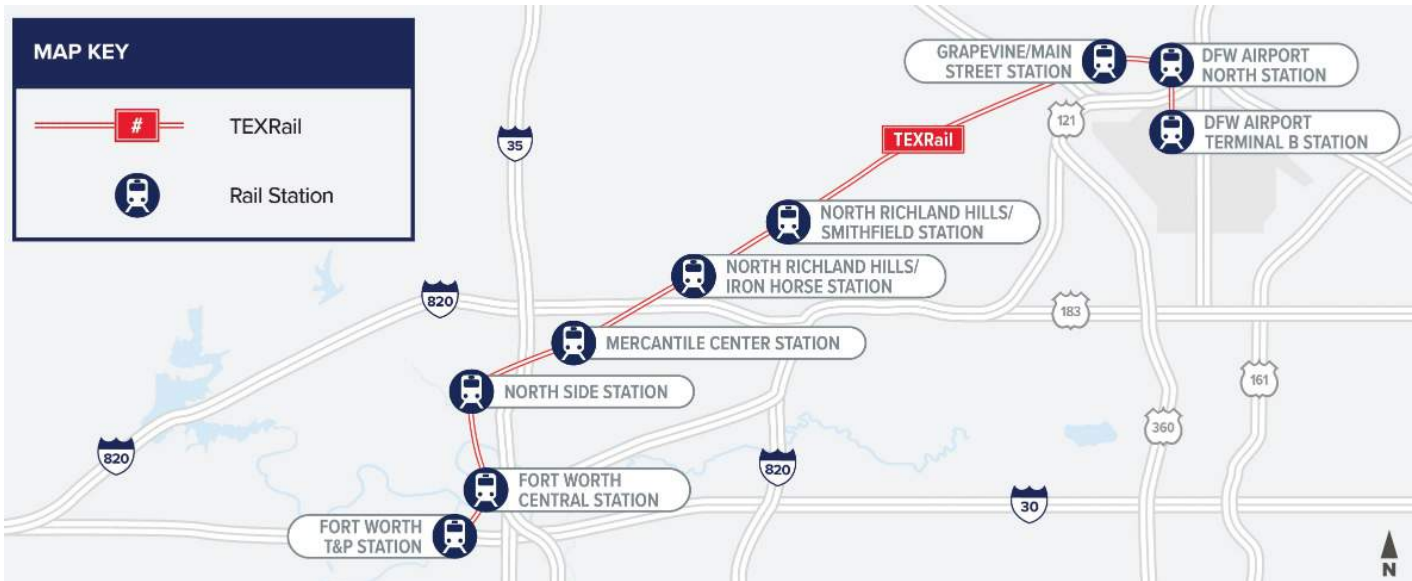 MAP KEY
#
TEXRail
Rail Station
GRAPEVINE/MAIN
STREET STATION
DFW AIRPORT
NORTH STATION
121
DFW AIRPORT
TERMINAL B STATION
35
TEXRail
NORTH RICHLAND HILLS/
SMITHFIELD STATION
NORTH RICHLAND HILLS/
IRON HORSE STATION
820
183
MERCANTILE CENTER STATION
161
NORTH SIDE STATION
360
820
820
FORT WORTH
CENTRAL STATION
30
FORT WORTH
T&P STATION
N